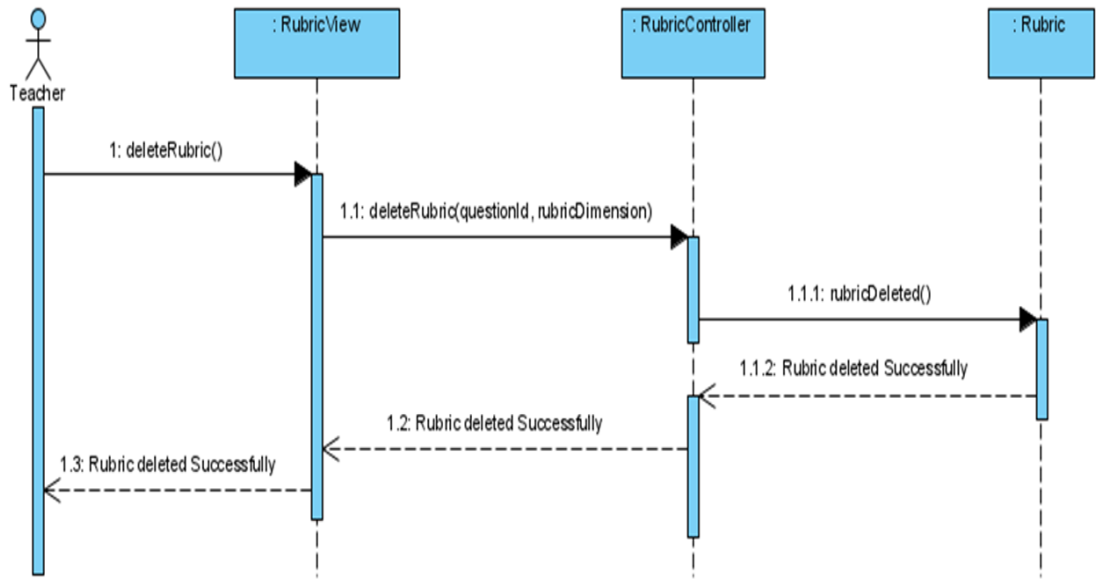 : RubricView
: RubricController
: Rubric
Teacher
1: deleteRubric()
1.1: deleteRubric(questionId, rubricDimension)
1.1.1: rubricDeleted()
1.1.2: Rubric deleted Successfully
1.2: Rubric deleted Successfully
1.3: Rubric deleted Successfully